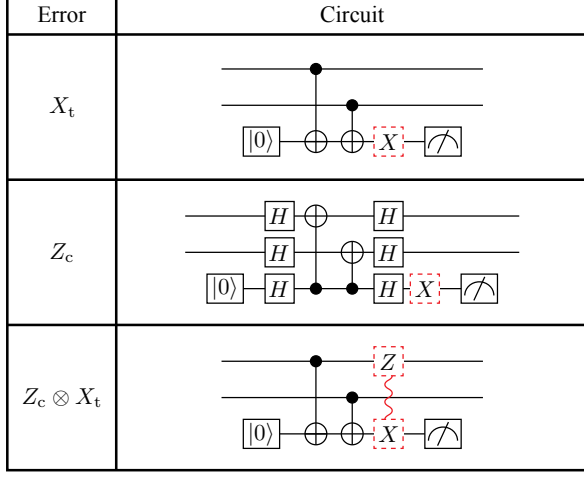 Error Circuit
X_t
|0⟩ X
Z_c
H H
H H
|0⟩ H H X
Z_c ⊗ X_t
Z
|0⟩ X